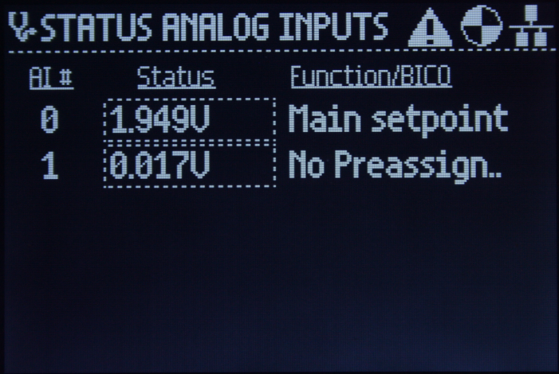 STATUS ANALOG INPUTS
AI # Status Function/BICO
0 1.949V Main setpoint
1 0.017V No Preassign..